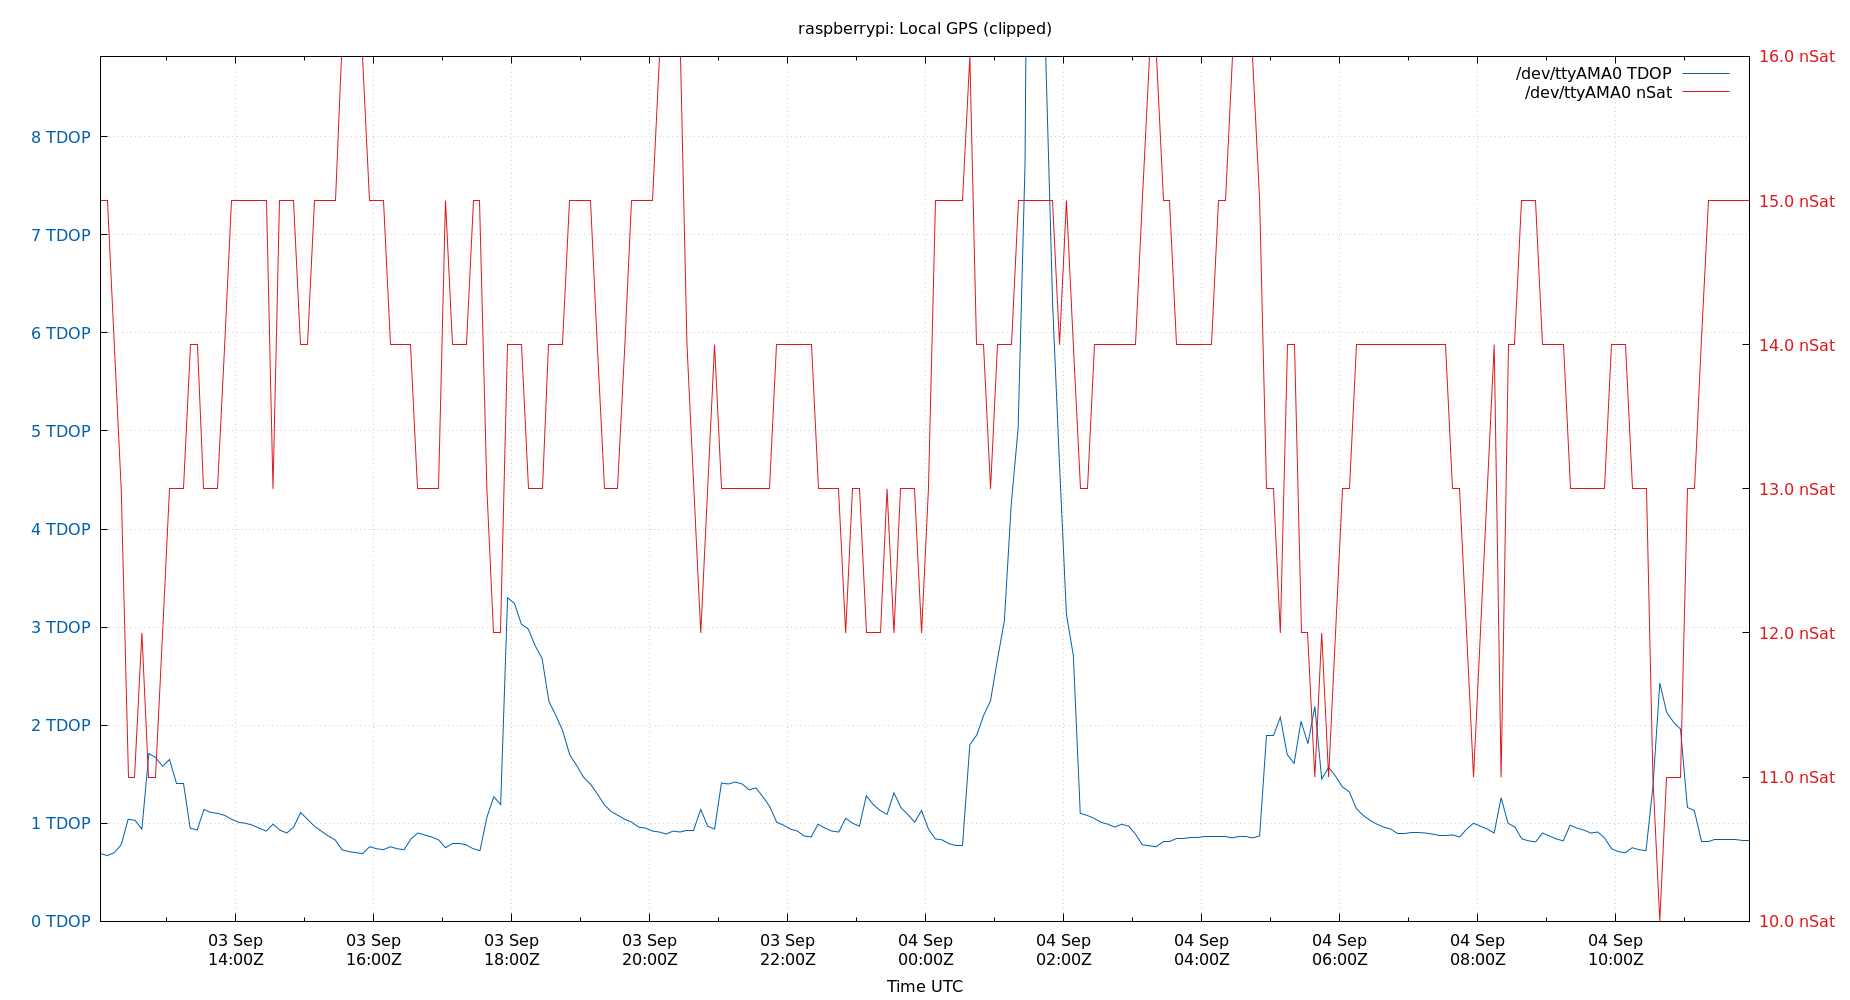 raspberrypi: Local GPS (clipped)
/dev/ttyAMA0 TDOP
/dev/ttyAMA0 nSat
8 TDOP
7 TDOP
6 TDOP
5 TDOP
4 TDOP
3 TDOP
2 TDOP
1 TDOP
0 TDOP
16.0 nSat
15.0 nSat
14.0 nSat
13.0 nSat
12.0 nSat
11.0 nSat
10.0 nSat
03 Sep
14:00Z
03 Sep
16:00Z
03 Sep
18:00Z
03 Sep
20:00Z
03 Sep
22:00Z
04 Sep
00:00Z
04 Sep
02:00Z
04 Sep
04:00Z
04 Sep
06:00Z
04 Sep
08:00Z
04 Sep
10:00Z
Time UTC